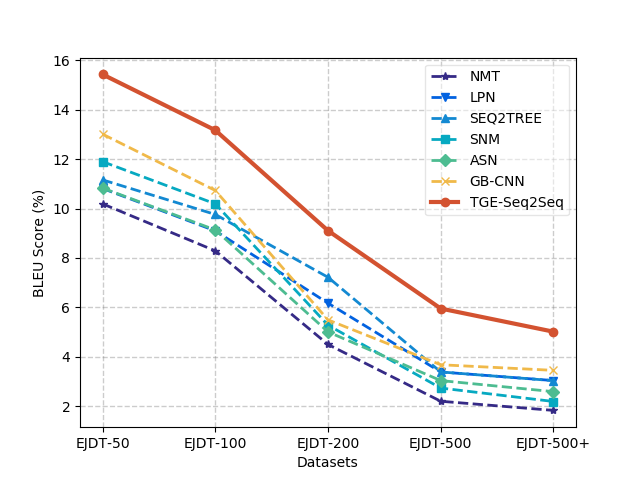 16
14
12
10
8
6
4
2
BLEU Score (%)
NMT
LPN
SEQ2TREE
SNM
ASN
GB-CNN
TGE-Seq2Seq
EJDT-50
EJDT-100
EJDT-200
EJDT-500
EJDT-500+
Datasets